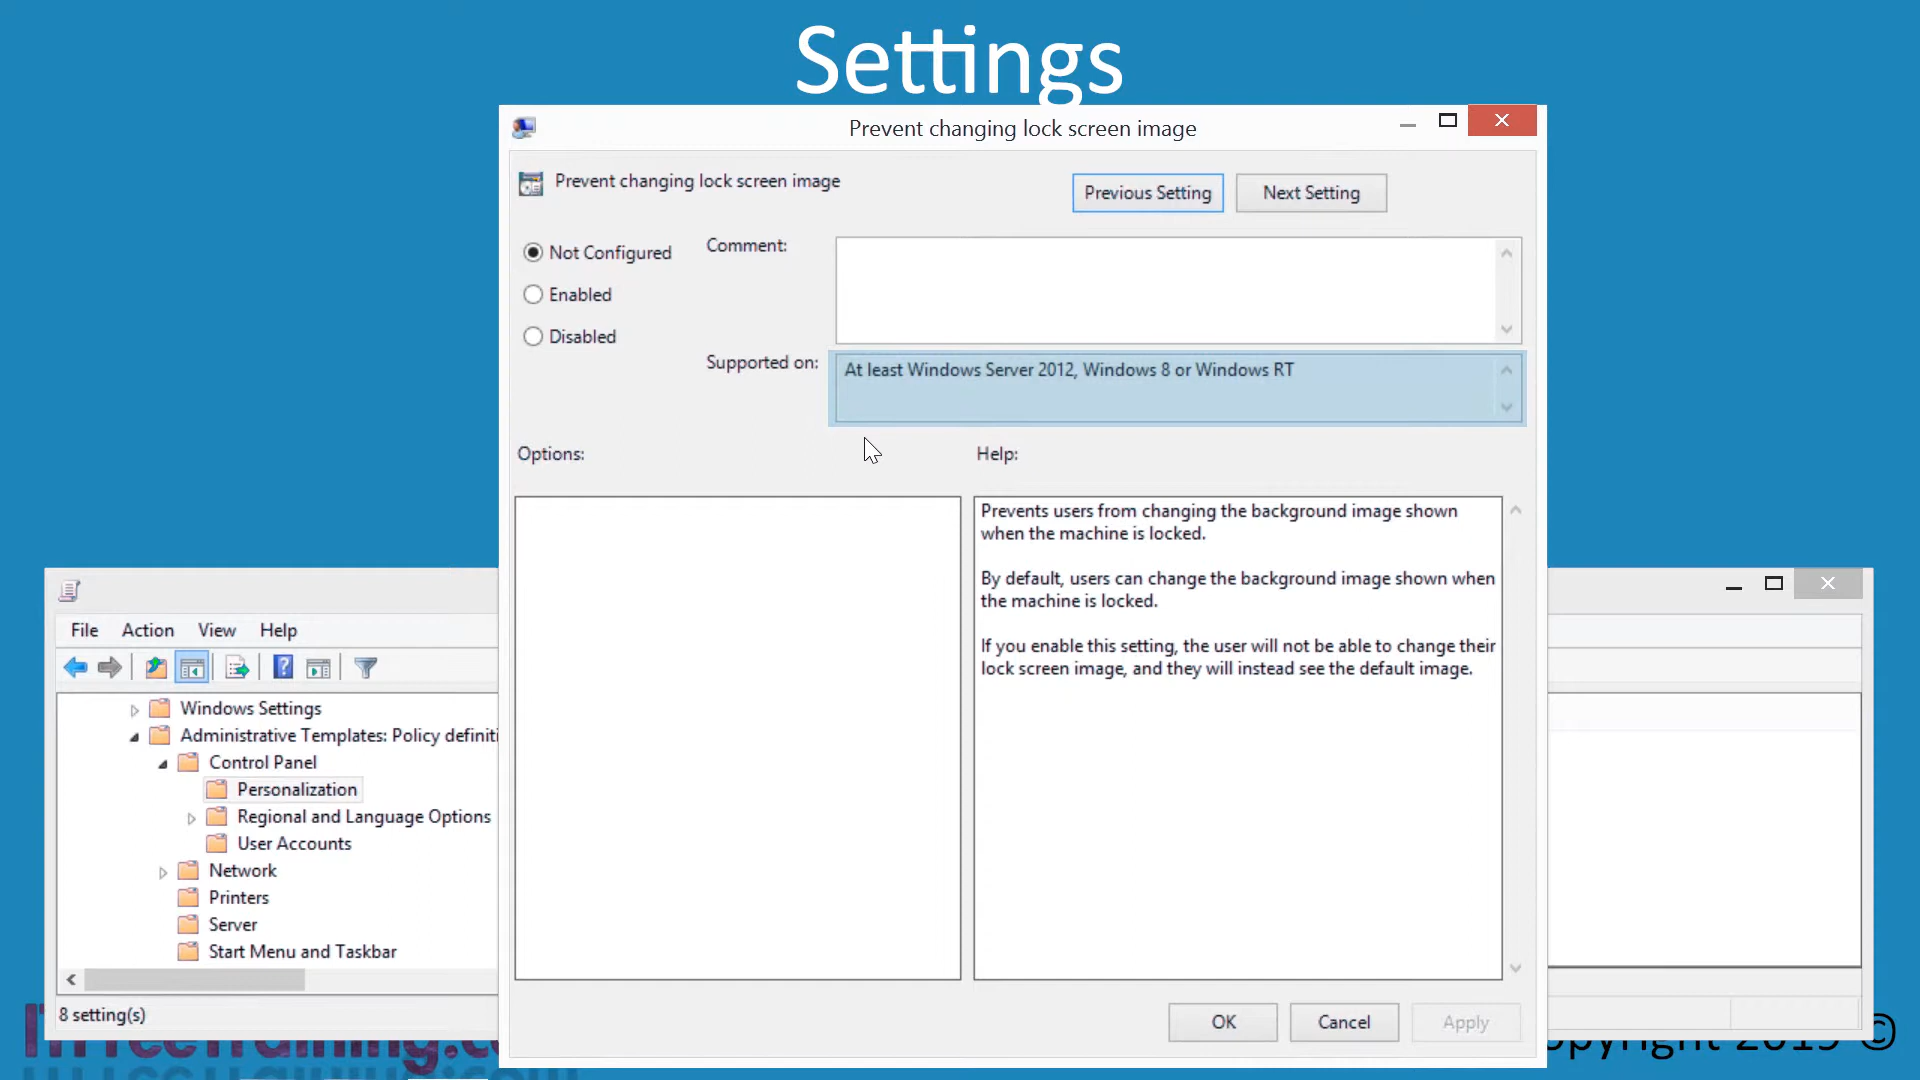 Settings
Prevent changing lock screen image
Prevent changing lock screen image
Previous Setting
Next Setting
Not Configured
Comment:
Enabled
Disabled
Supported on:
At least Windows Server 2012, Windows 8 or Windows RT
Options:
Help:
Prevents users from changing the background image shown
when the machine is locked.
By default, users can change the background image shown when
the machine is locked.
If you enable this setting, the user will not be able to change their
lock screen image, and they will instead see the default image.
File Action View Help
Windows Settings
Administrative Templates: Policy definiti
Control Panel
Personalization
Regional and Language Options
User Accounts
Network
Printers
Server
Start Menu and Taskbar
8 setting(s)
OK
Cancel
Apply